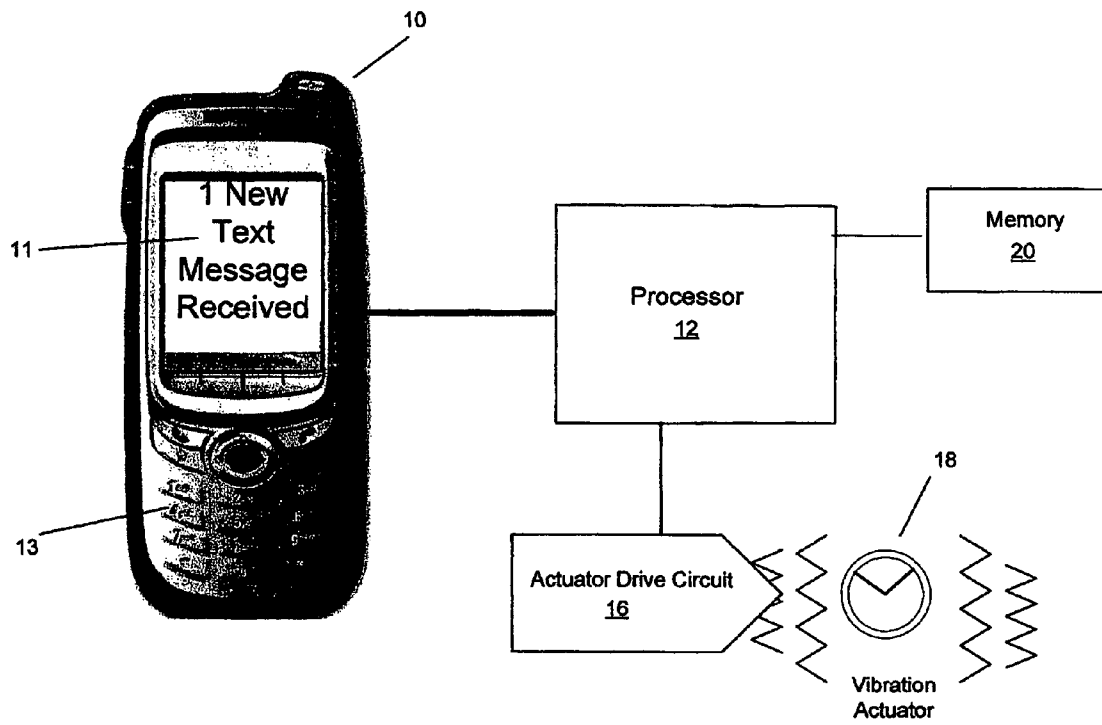 10
1 New
Text
Message
Received
11
Processor
12
Memory
20
13
Actuator Drive Circuit
16
18
Vibration
Actuator